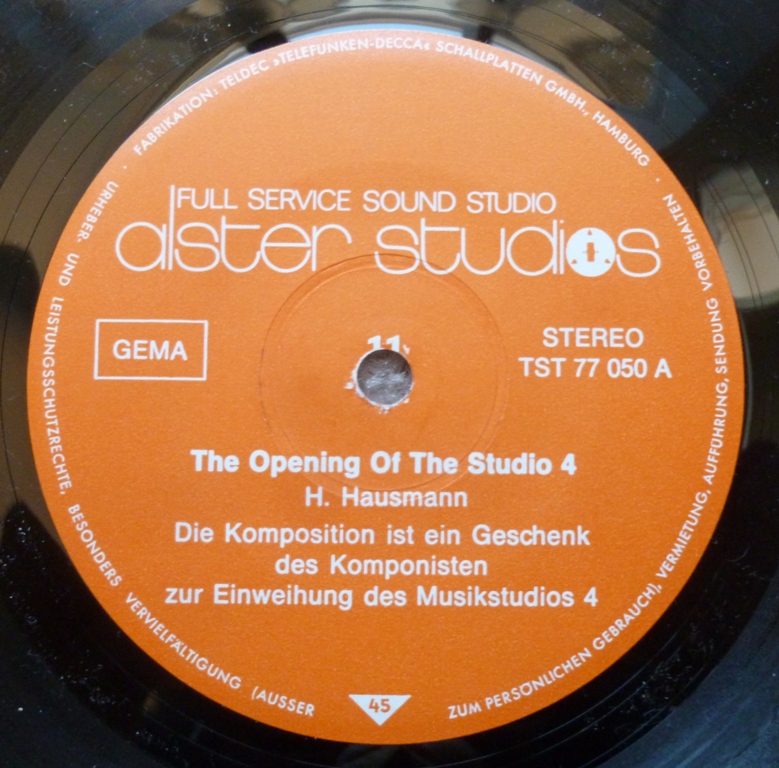 FABRIKATION: TELDEC »TELEFUNKEN-DECCA« SCHALLPLATTEN GMBH., HAMBURG ·
URHEBER- UND LEISTUNGSSCHUTZRECHTE, BESONDERS VERVIELFÄLTIGUNG (AUSSER
ZUM PERSÖNLICHEN GEBRAUCH), VERMIETUNG, AUFFÜHRUNG, SENDUNG VORBEHALTEN
FULL SERVICE SOUND STUDIO
alster studios
GEMA
STEREO
TST 77 050 A
The Opening Of The Studio 4
H. Hausmann
Die Komposition ist ein Geschenk
des Komponisten
zur Einweihung des Musikstudios 4
45